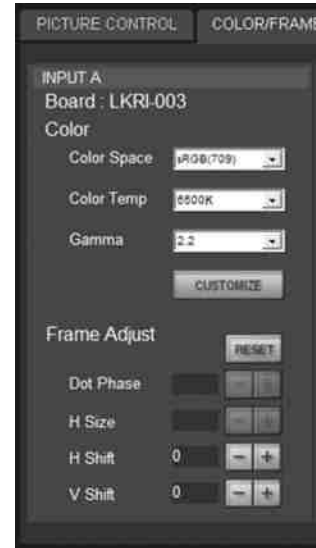 PICTURE CONTROL COLOR/FRAME
INPUT A
Board : LKRI-003
Color
Color Space sRGB(709)
Color Temp 6500K
Gamma 2.2
CUSTOMIZE
Frame Adjust
RESET
Dot Phase - +
H Size - +
H Shift 0 - +
V Shift 0 - +